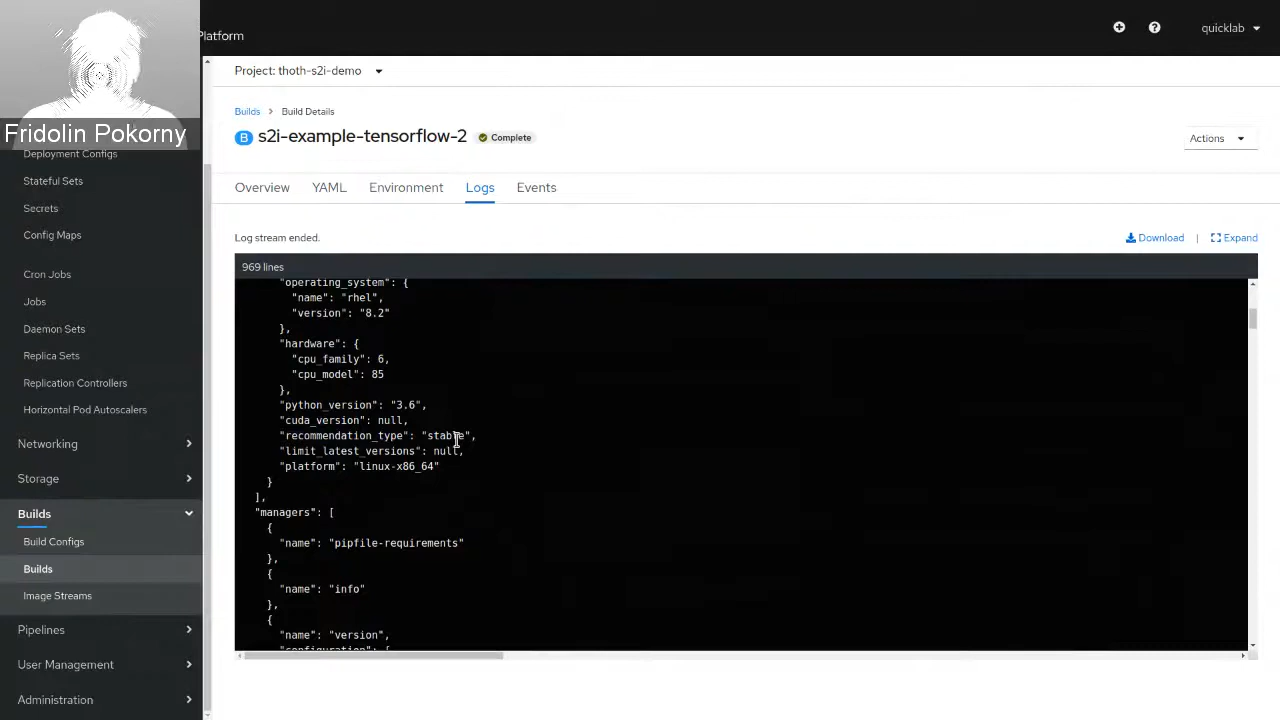 Platform
quicklab
Fridolin Pokorny
Project: thoth-s2i-demo
Builds > Build Details
B s2i-example-tensorflow-2 Complete
Actions
Overview YAML Environment Logs Events
Log stream ended.
Download | Expand
969 lines
"operating_system": {
"name": "rhel",
"version": "8.2"
},
"hardware": {
"cpu_family": 6,
"cpu_model": 85
},
"python_version": "3.6",
"cuda_version": null,
"recommendation_type": "stable",
"limit_latest_versions": null,
"platform": "linux-x86_64"
}
],
"managers": [
{
"name": "pipfile-requirements"
},
{
"name": "info"
},
{
"name": "version",
"configuration": {
Deployment Configs
Stateful Sets
Secrets
Config Maps
Cron Jobs
Jobs
Daemon Sets
Replica Sets
Replication Controllers
Horizontal Pod Autoscalers
Networking
Storage
Builds
Build Configs
Builds
Image Streams
Pipelines
User Management
Administration